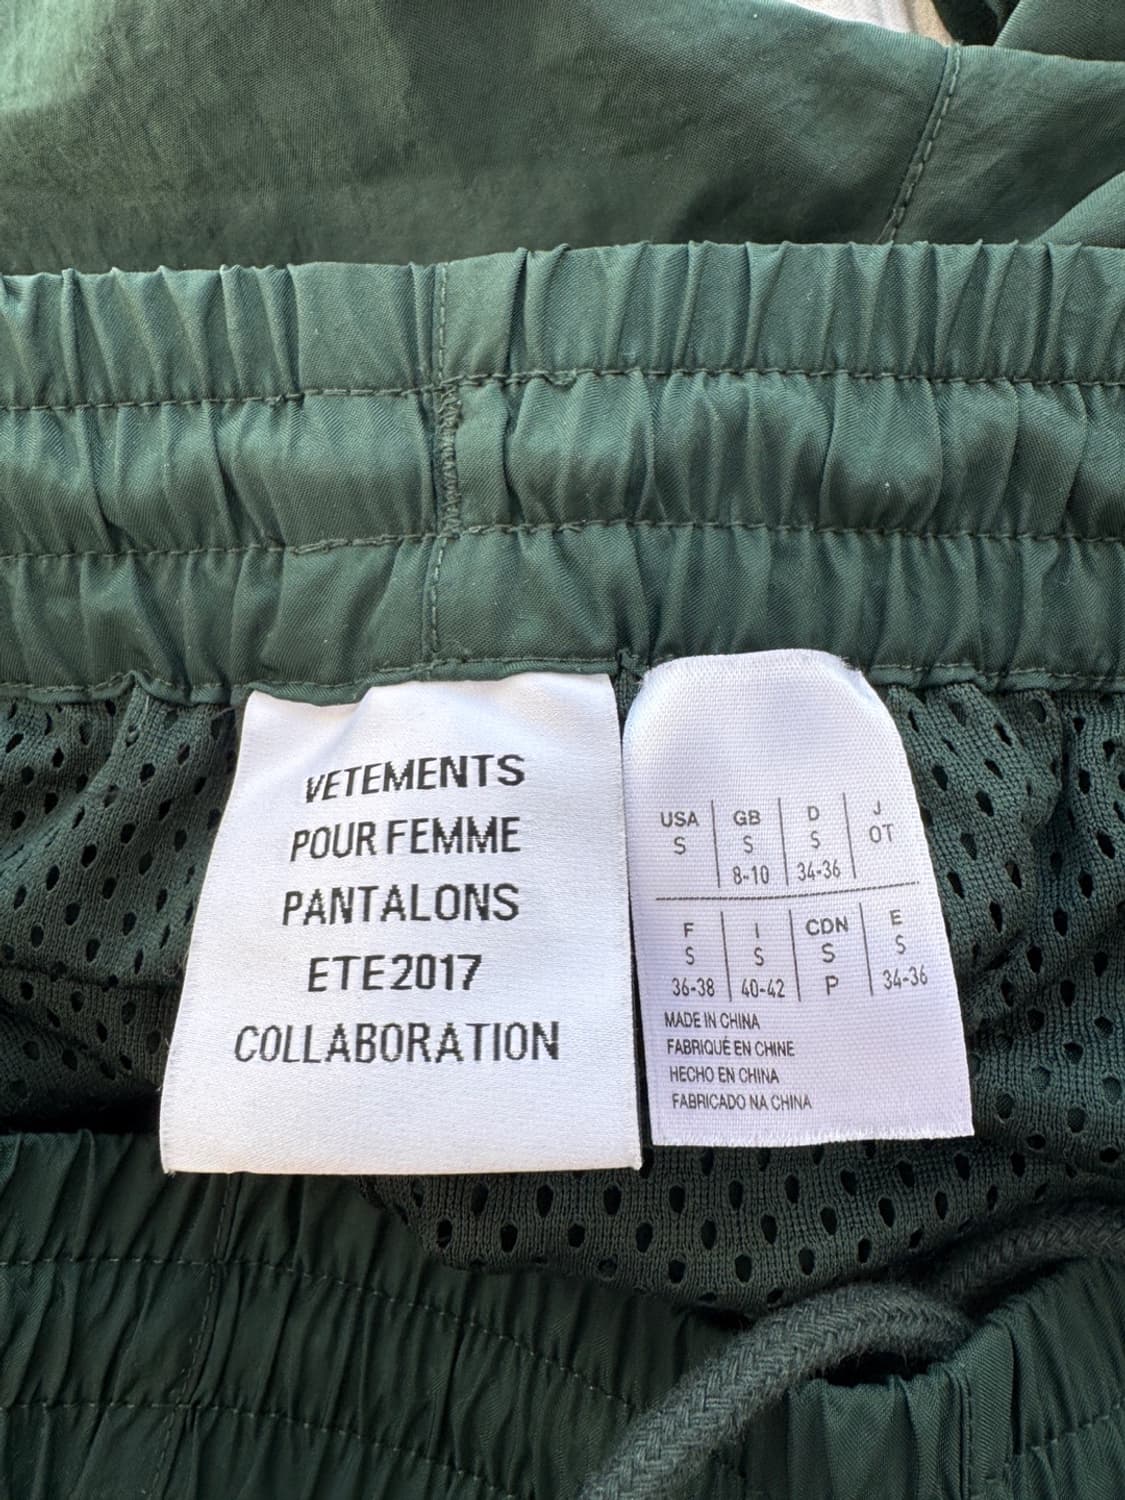 VETEMENTS
POUR FEMME
PANTALONS
ETE2017
COLLABORATION
USA GB D J
S S S OT
8-10 34-36
F I CDN E
S S S S
36-38 40-42 P 34-36
MADE IN CHINA
FABRIQUÉ EN CHINE
HECHO EN CHINA
FABRICADO NA CHINA